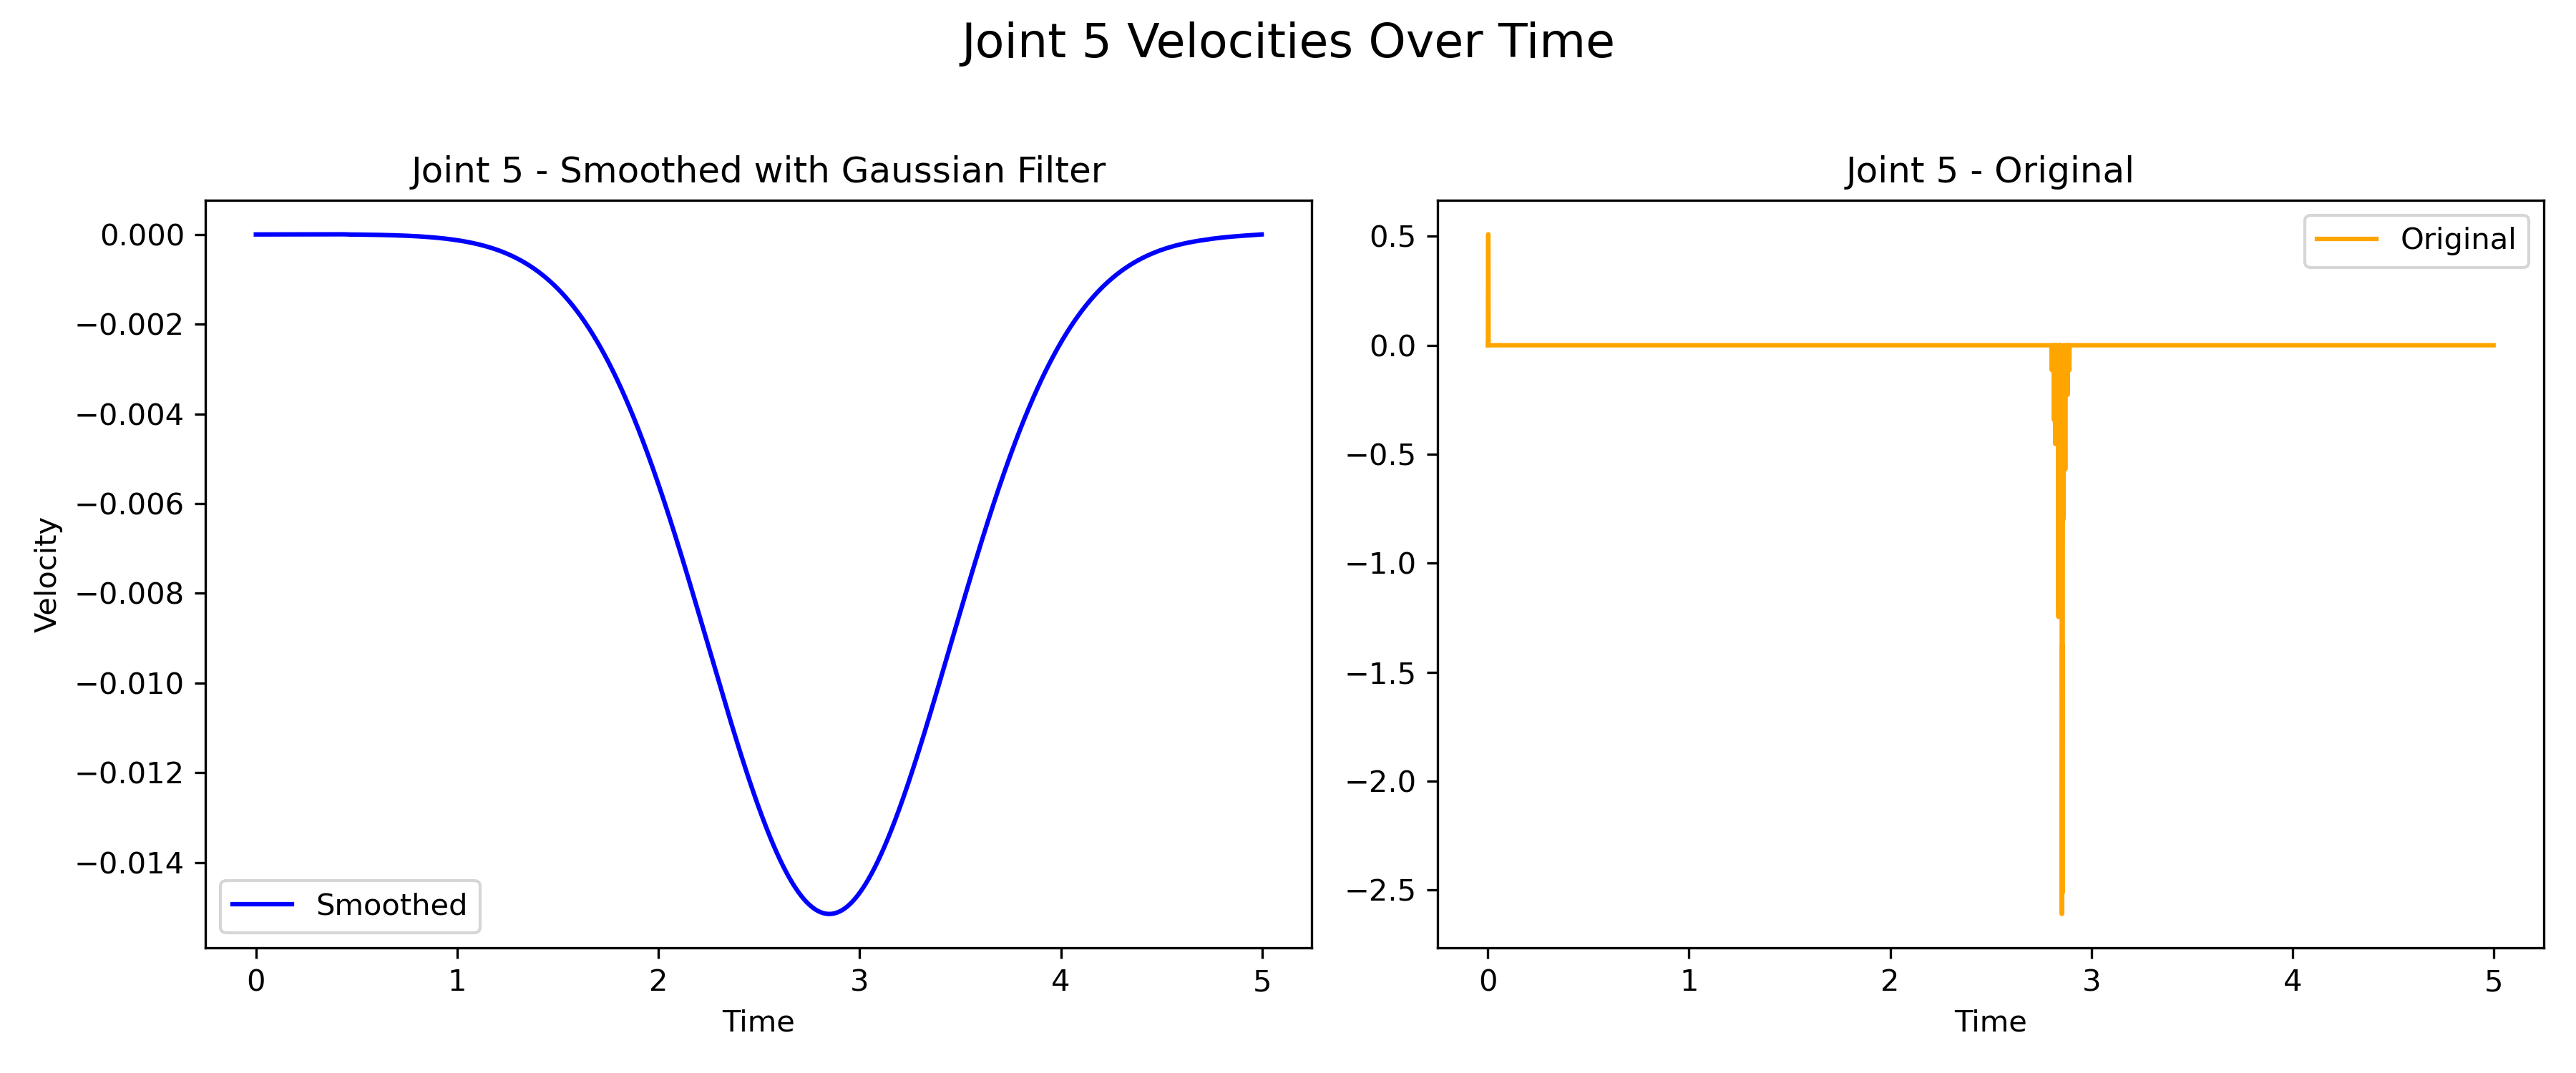 Joint 5 Velocities Over Time
Joint 5 - Smoothed with Gaussian Filter
0.000
−0.002
−0.004
−0.006
−0.008
−0.010
−0.012
−0.014
Velocity
Smoothed
0 1 2 3 4 5
Time
Joint 5 - Original
Original
0.5
0.0
−0.5
−1.0
−1.5
−2.0
−2.5
0 1 2 3 4 5
Time